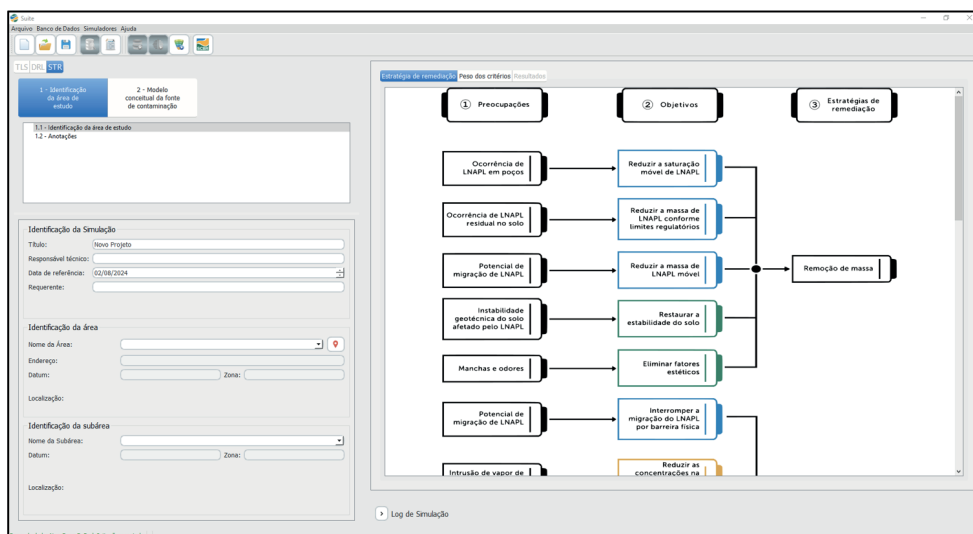 Suite
Arquivo Banco de Dados Simuladores Ajuda
TLS DRL STR
1 - Identificação
da área de
estudo
2 - Modelo
conceitual da fonte
de contaminação
1.1 - Identificação da área de estudo
1.2 - Anotações
Identificação da Simulação
Título: Novo Projeto
Responsável técnico:
Data de referência: 02/08/2024
Requerente:
Identificação da área
Nome da Área:
Endereço:
Datum: Zona:
Localização:
Identificação da subárea
Nome da Subárea:
Datum: Zona:
Localização:
Estratégia de remediação Peso dos critérios Resultados
1 Preocupações
2 Objetivos
3 Estratégias de
remediação
Ocorrência de
LNAPL em poços
Reduzir a saturação
móvel de LNAPL
Ocorrência de LNAPL
residual no solo
Reduzir a massa de
LNAPL conforme
limites regulatórios
Potencial de
migração de LNAPL
Reduzir a massa de
LNAPL móvel
Remoção de massa
Instabilidade
geotécnica do solo
afetado pelo LNAPL
Restaurar a
estabilidade do solo
Manchas e odores
Eliminar fatores
estéticos
Potencial de
migração de LNAPL
Interromper a
migração do LNAPL
por barreira física
Intrusão de vapor de
Reduzir as
concentrações na
Log de Simulação